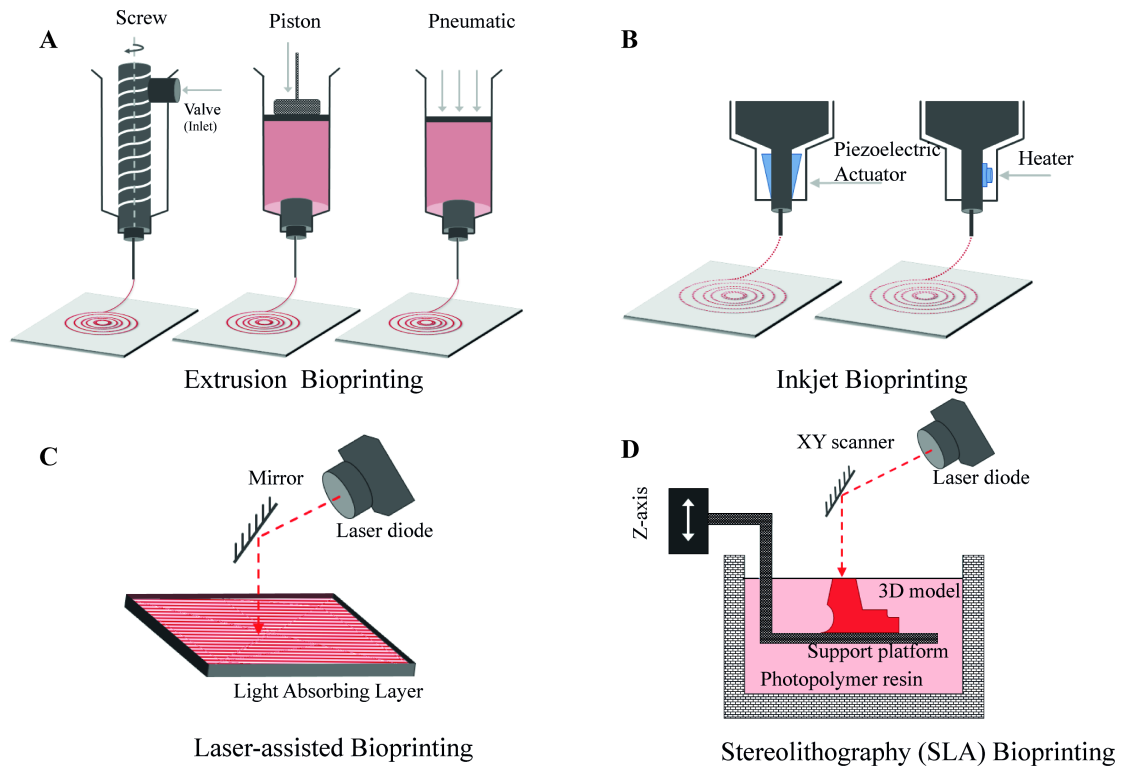 A
Screw
Piston
Pneumatic
Valve
(Inlet)
Extrusion Bioprinting
B
Piezoelectric
Actuator
Heater
Inkjet Bioprinting
C
Mirror
Laser diode
Light Absorbing Layer
Laser-assisted Bioprinting
D
XY scanner
Laser diode
Z-axis
3D model
Support platform
Photopolymer resin
Stereolithography (SLA) Bioprinting